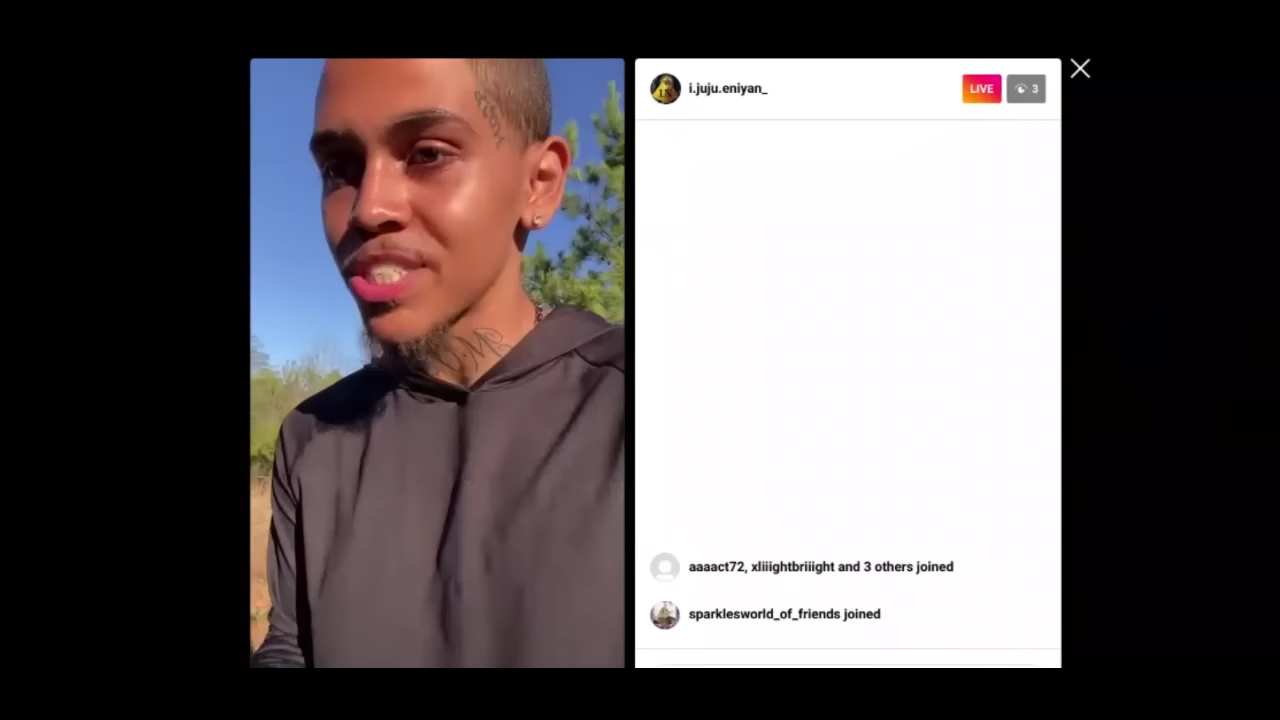 i.juju.eniyan_
LIVE
3
aaaact72, xliiightbriiight and 3 others joined
sparklesworld_of_friends joined